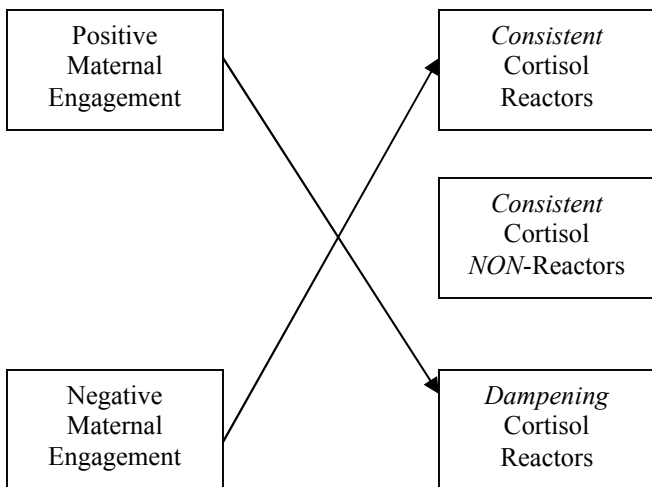 Positive
Maternal
Engagement
Consistent
Cortisol
Reactors
Consistent
Cortisol
NON-Reactors
Negative
Maternal
Engagement
Dampening
Cortisol
Reactors